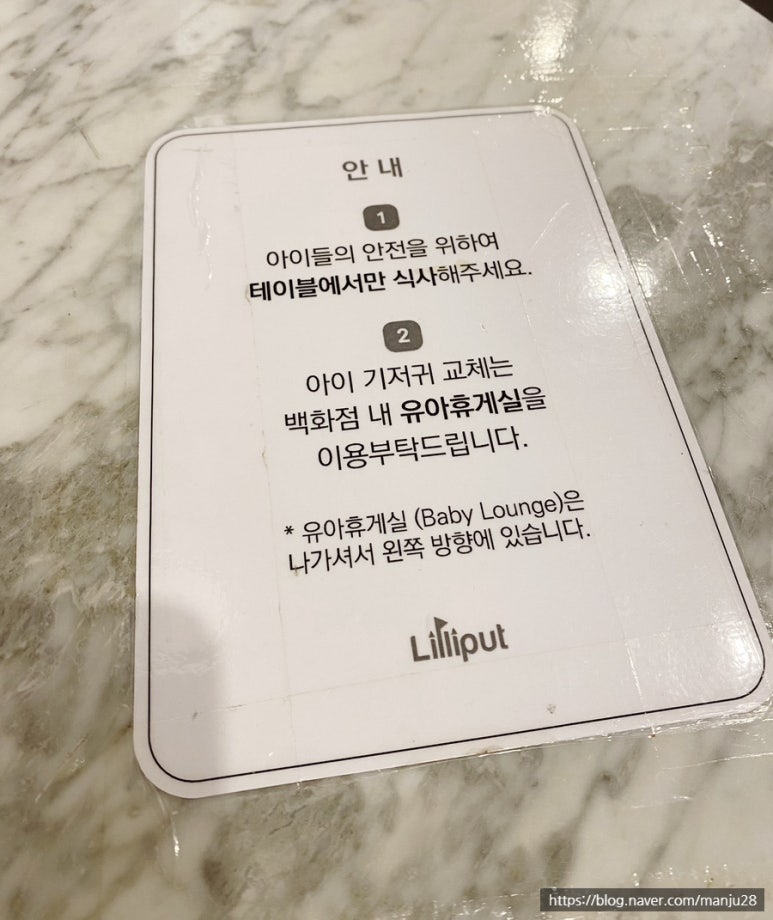 안 내
1
아이들의 안전을 위하여
테이블에서만 식사해주세요.
2
아이 기저귀 교체는
백화점 내 유아휴게실을
이용부탁드립니다.
* 유아휴게실 (Baby Lounge)은
나가셔서 왼쪽 방향에 있습니다.
Lilliput
https://blog.naver.com/manju28